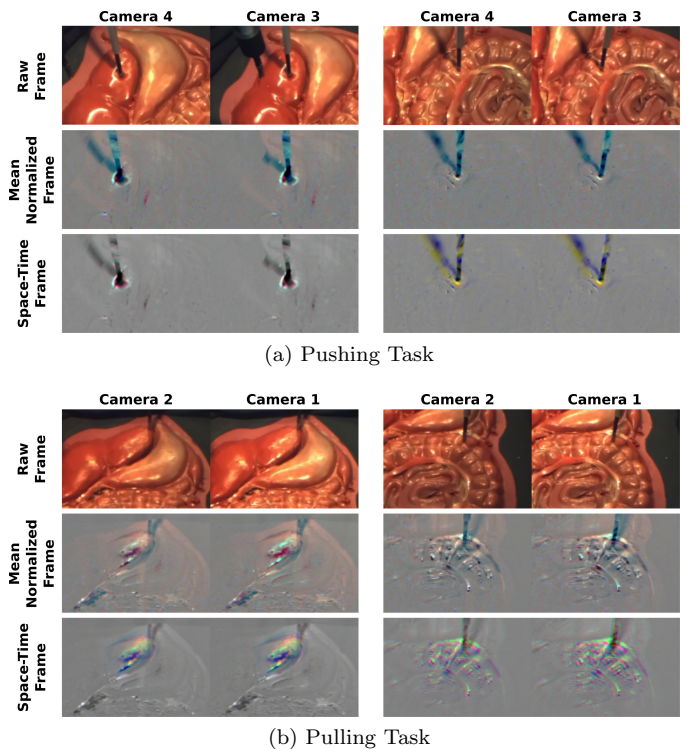 Camera 4 Camera 3 Camera 4 Camera 3
Raw
Frame
Mean
Normalized
Frame
Space-Time
Frame
(a) Pushing Task
Camera 2 Camera 1 Camera 2 Camera 1
Raw
Frame
Mean
Normalized
Frame
Space-Time
Frame
(b) Pulling Task